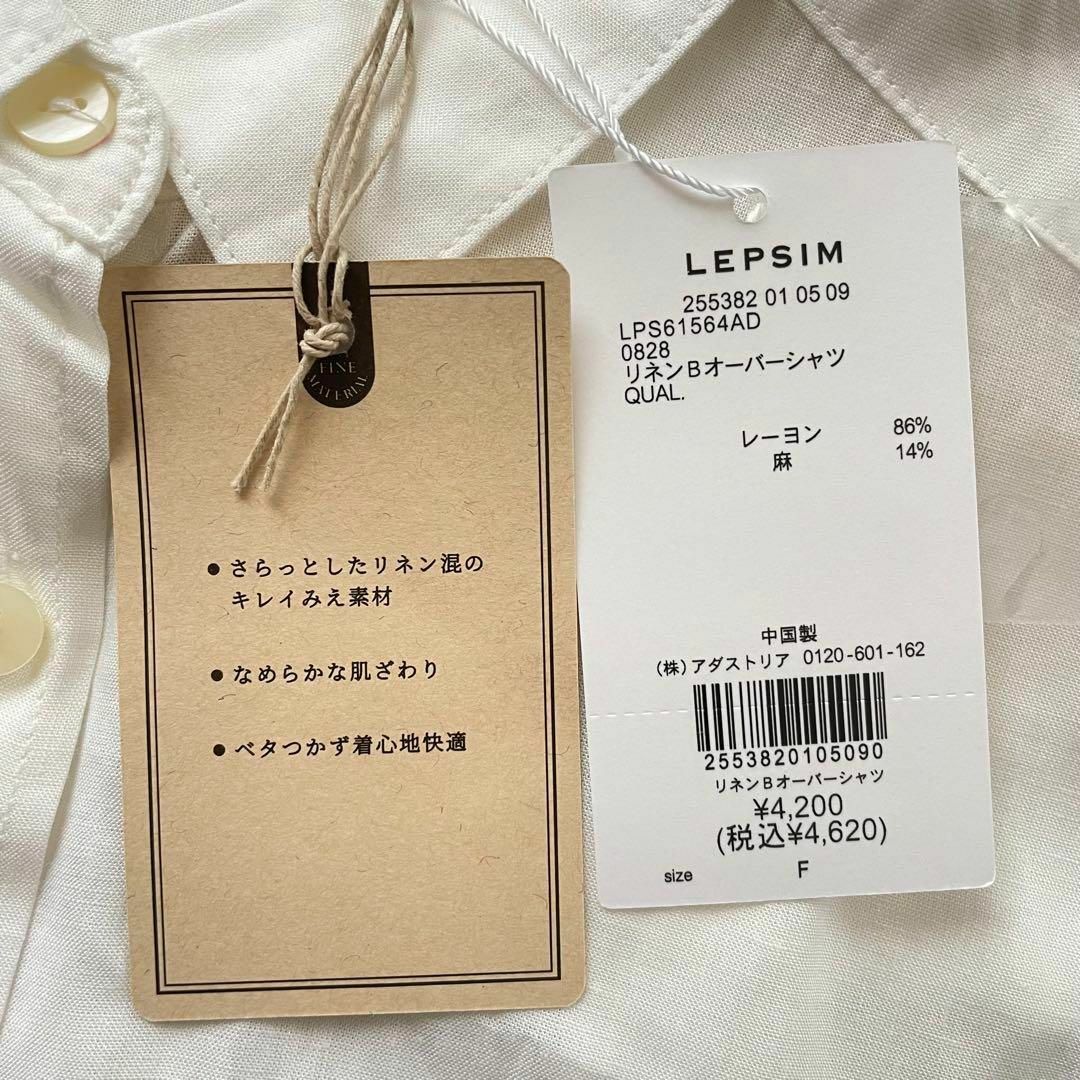 FINE
MATERIAL
● さらっとしたリネン混の
キレイみえ素材
● なめらかな肌ざわり
● ベタつかず着心地快適
LEPSIM
255382 01 05 09
LPS61564AD
0828
リネンBオーバーシャツ
QUAL.
レーヨン 86%
麻 14%
中国製
(株)アダストリア 0120-601-162
2553820105090
リネンBオーバーシャツ
¥4,200
(税込¥4,620)
size F